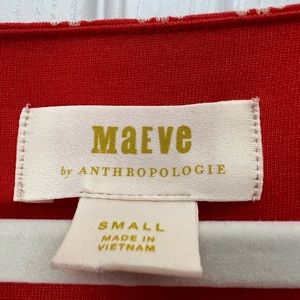 MaEve
by ANTHROPOLOGIE
SMALL
MADE IN
VIETNAM